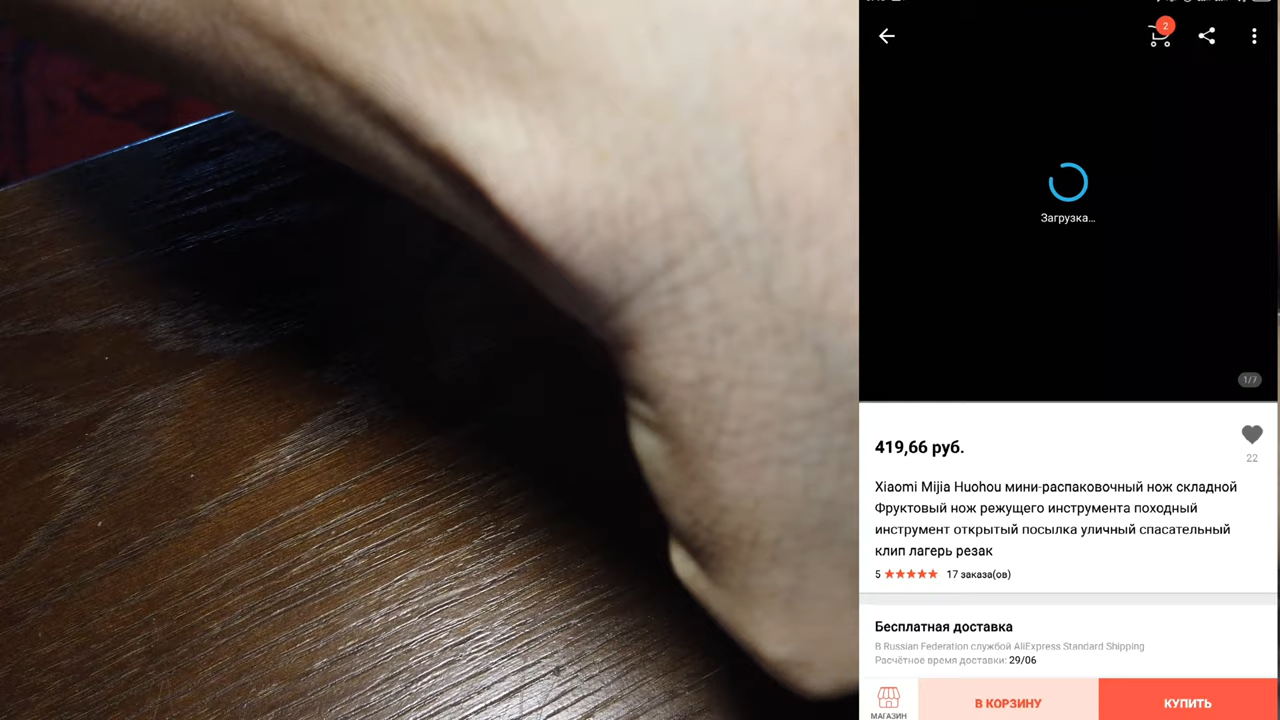 2
Загрузка...
1/7
419,66 руб.
22
Xiaomi Mijia Huohou мини-распаковочный нож складной
Фруктовый нож режущего инструмента походный
инструмент открытый посылка уличный спасательный
клип лагерь резак
5 17 заказа(ов)
Бесплатная доставка
В Russian Federation службой AliExpress Standard Shipping
Расчётное время доставки: 29/06
МАГАЗИН
В КОРЗИНУ
КУПИТЬ